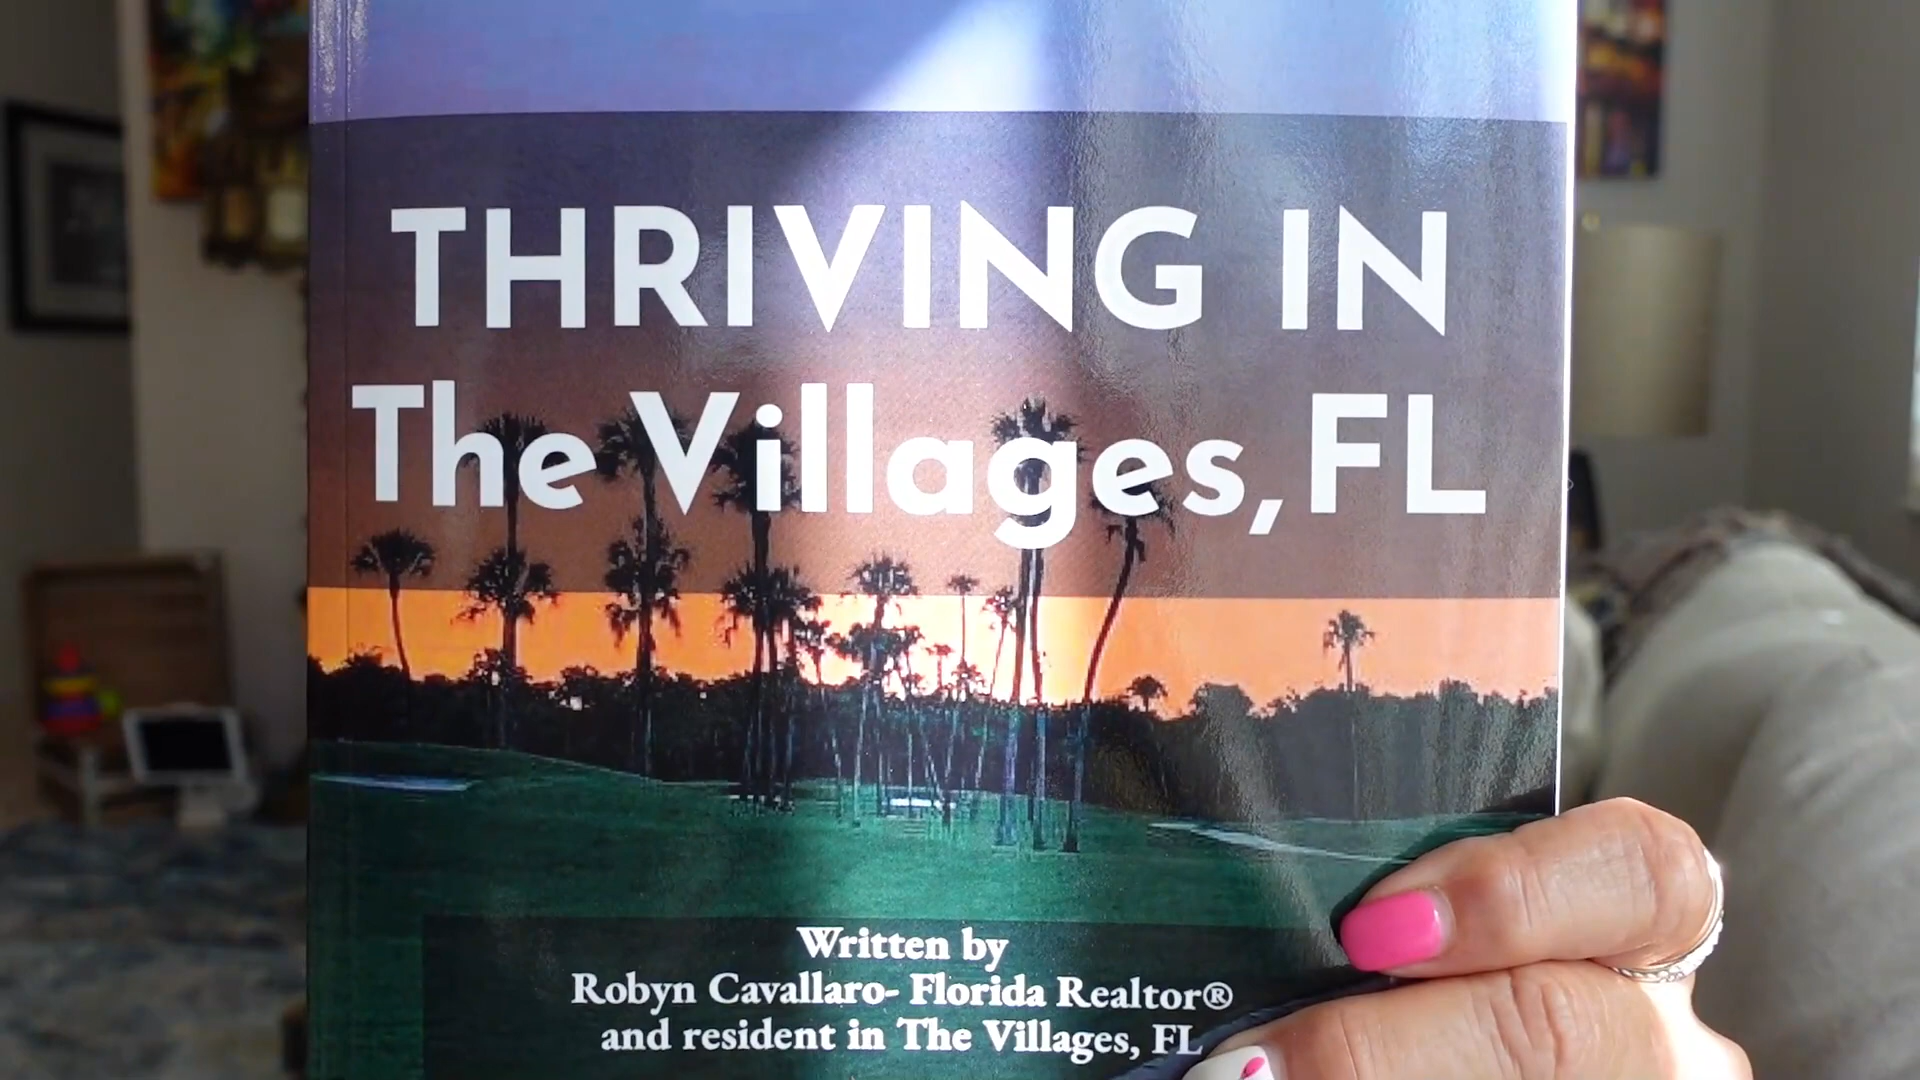 THRIVING IN
The Villages, FL
Written by
Robyn Cavallaro- Florida Realtor®
and resident in The Villages, FL